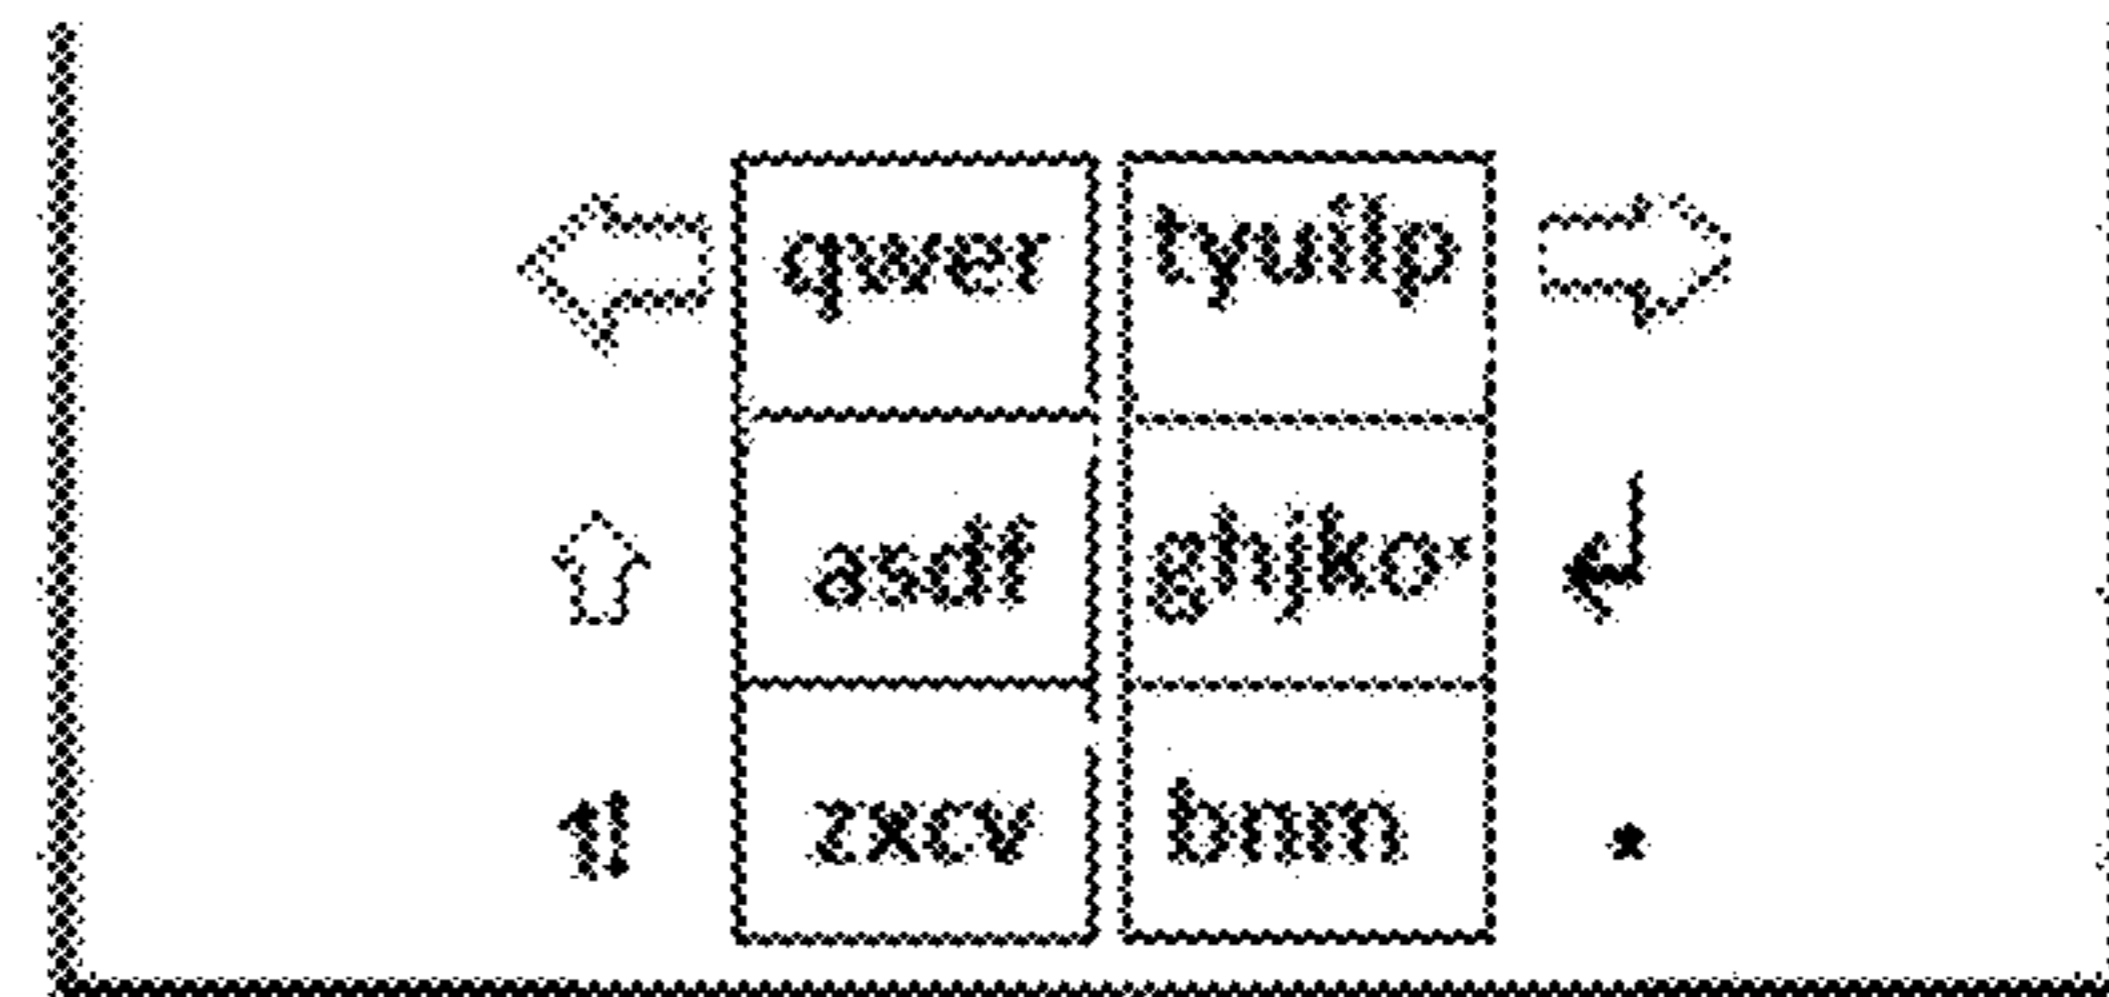 qwer tyuilp
asdf ghjko
zxcv bnm